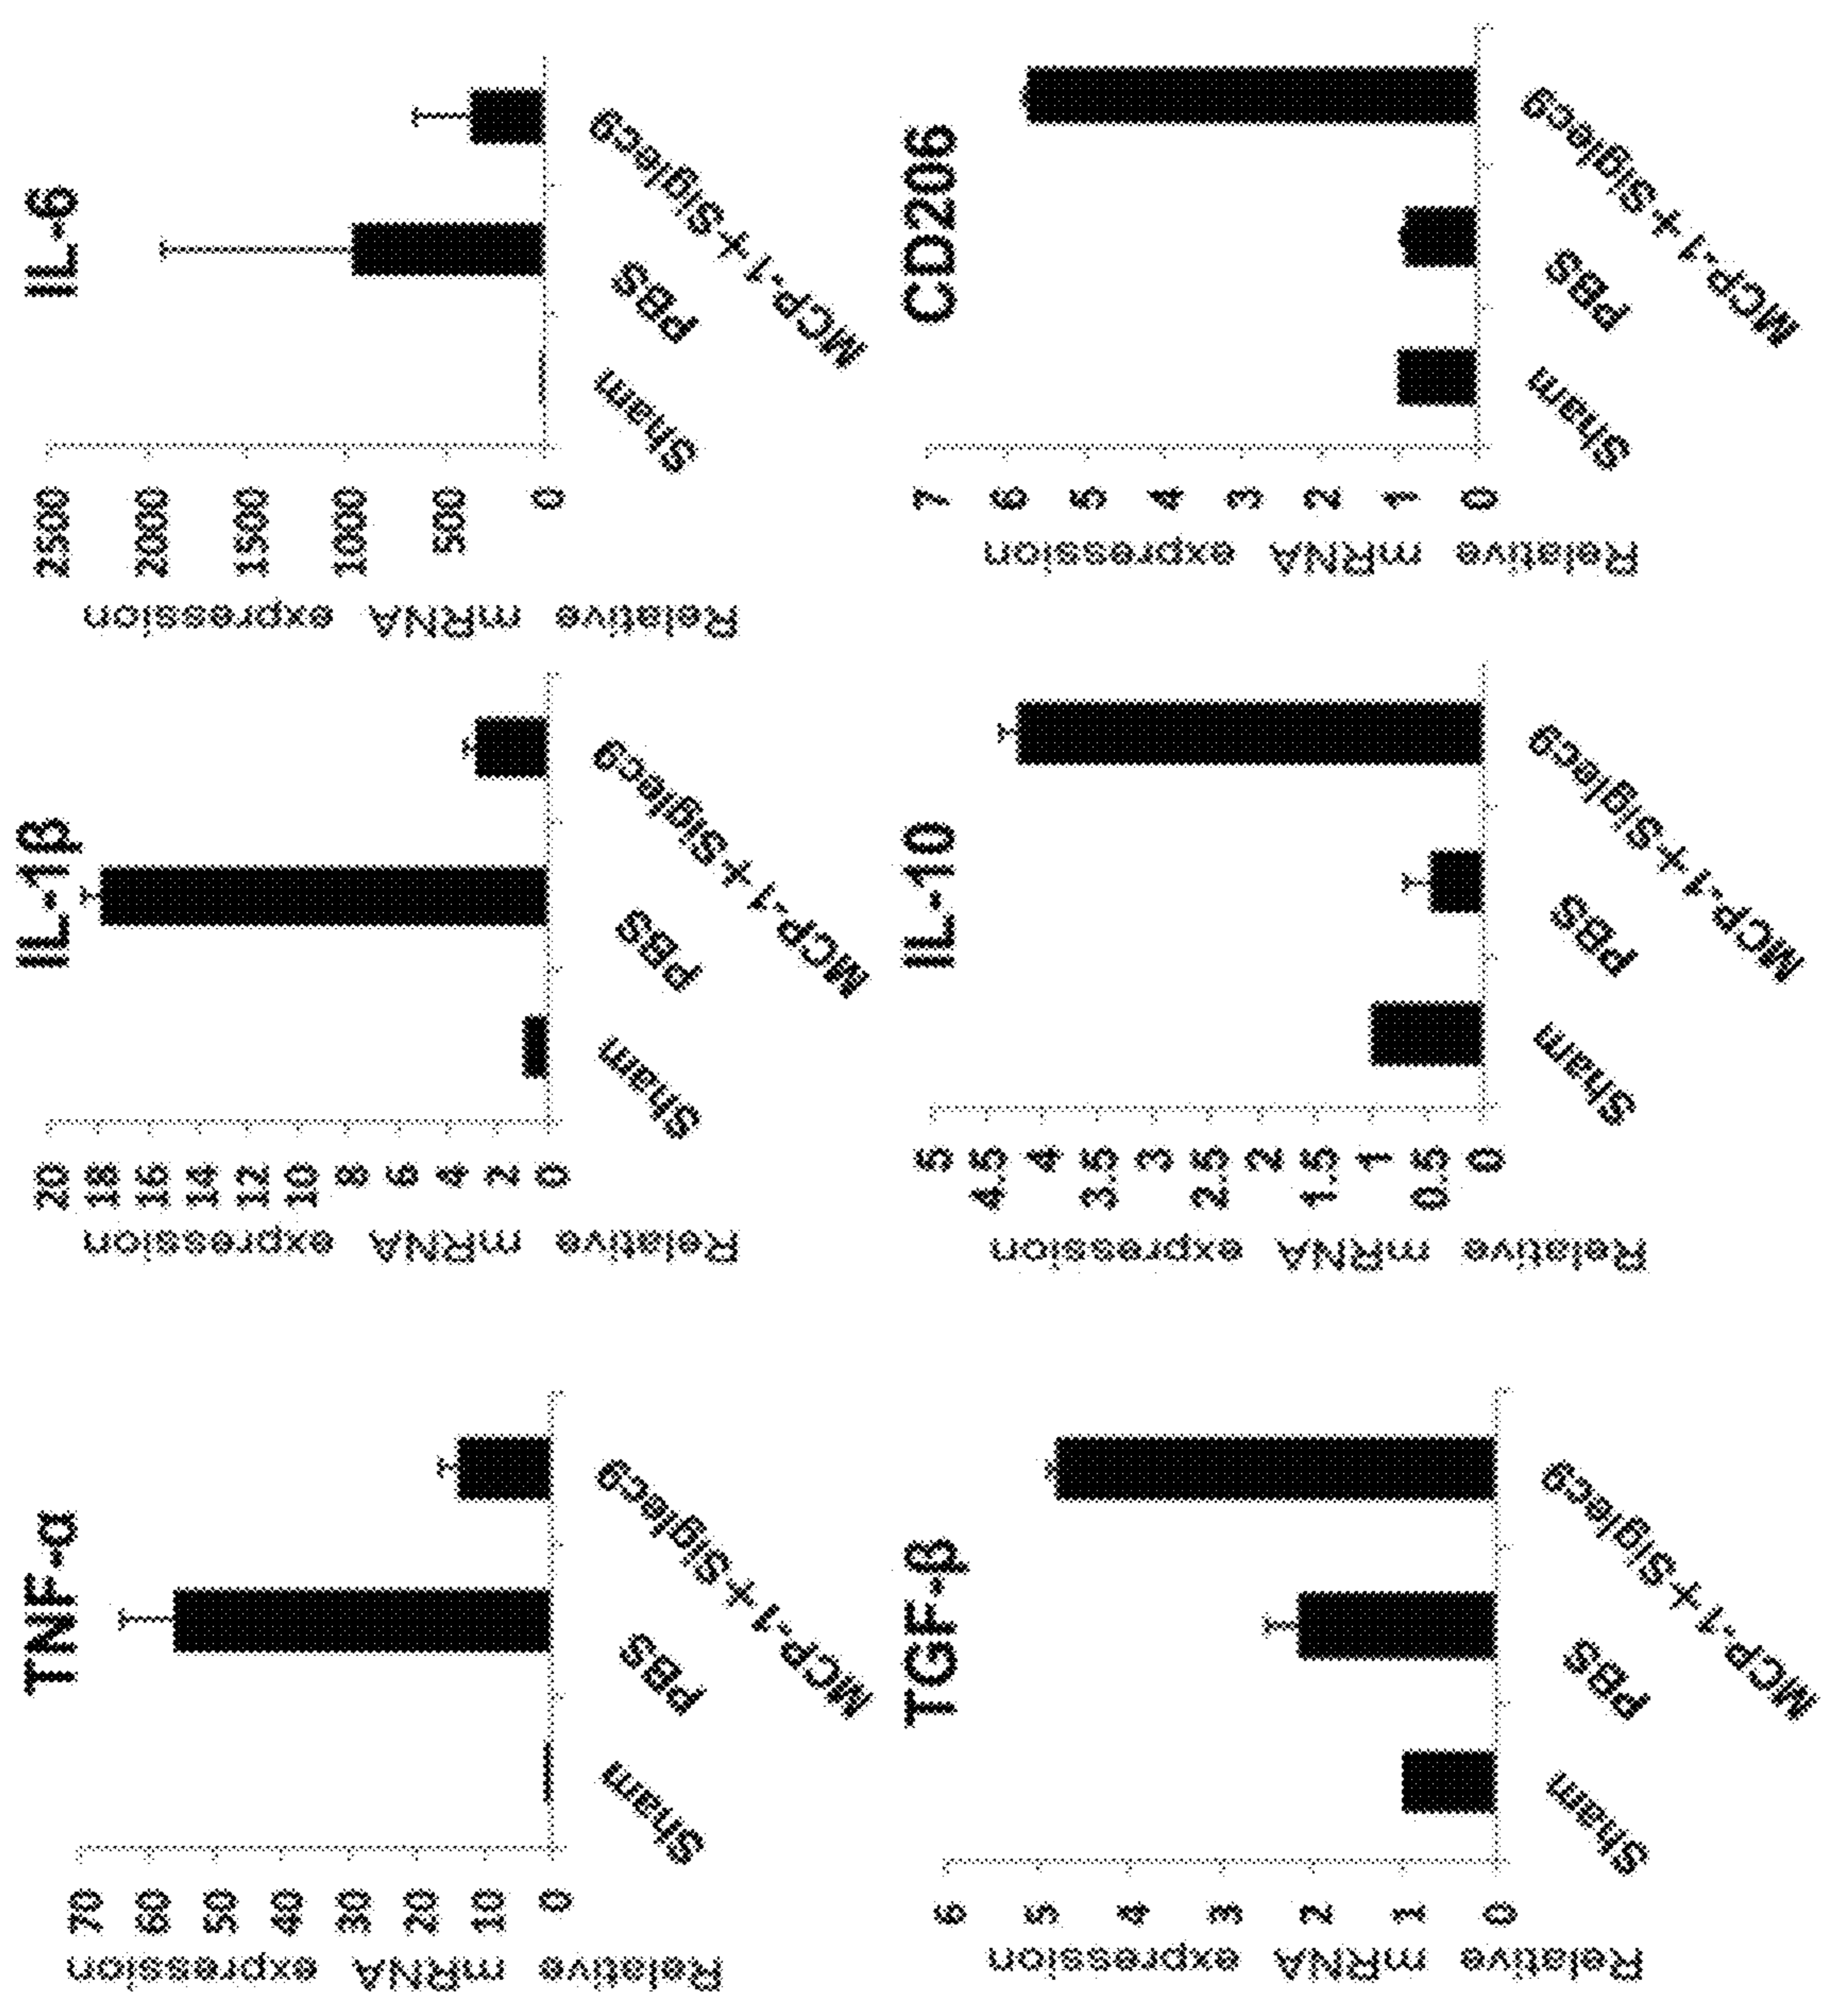 TNF-α
Relative mRNA expression
70
60
50
40
30
20
10
0
Sham
PBS
MCP-1+Siglec9
IL-1β
Relative mRNA expression
20
18
16
14
12
10
8
6
4
2
0
Sham
PBS
MCP-1+Siglec9
IL-6
Relative mRNA expression
2500
2000
1500
1000
500
0
Sham
PBS
MCP-1+Siglec9
TGF-β
Relative mRNA expression
6
5
4
3
2
1
0
Sham
PBS
MCP-1+Siglec9
IL-10
Relative mRNA expression
5
4.5
4
3.5
3
2.5
2
1.5
1
0.5
0
Sham
PBS
MCP-1+Siglec9
CD206
Relative mRNA expression
7
6
5
4
3
2
1
0
Sham
PBS
MCP-1+Siglec9